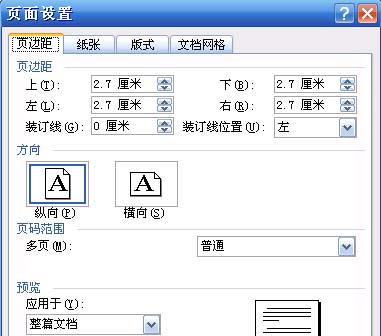 页面设置
页边距 纸张 版式 文档网格
页边距
上(T): 2.7 厘米 下(B): 2.7 厘米
左(L): 2.7 厘米 右(R): 2.7 厘米
装订线(G): 0 厘米 装订线位置(U): 左
方向
A A
纵向(P) 横向(S)
页码范围
多页(M): 普通
预览
应用于(Y):
整篇文档